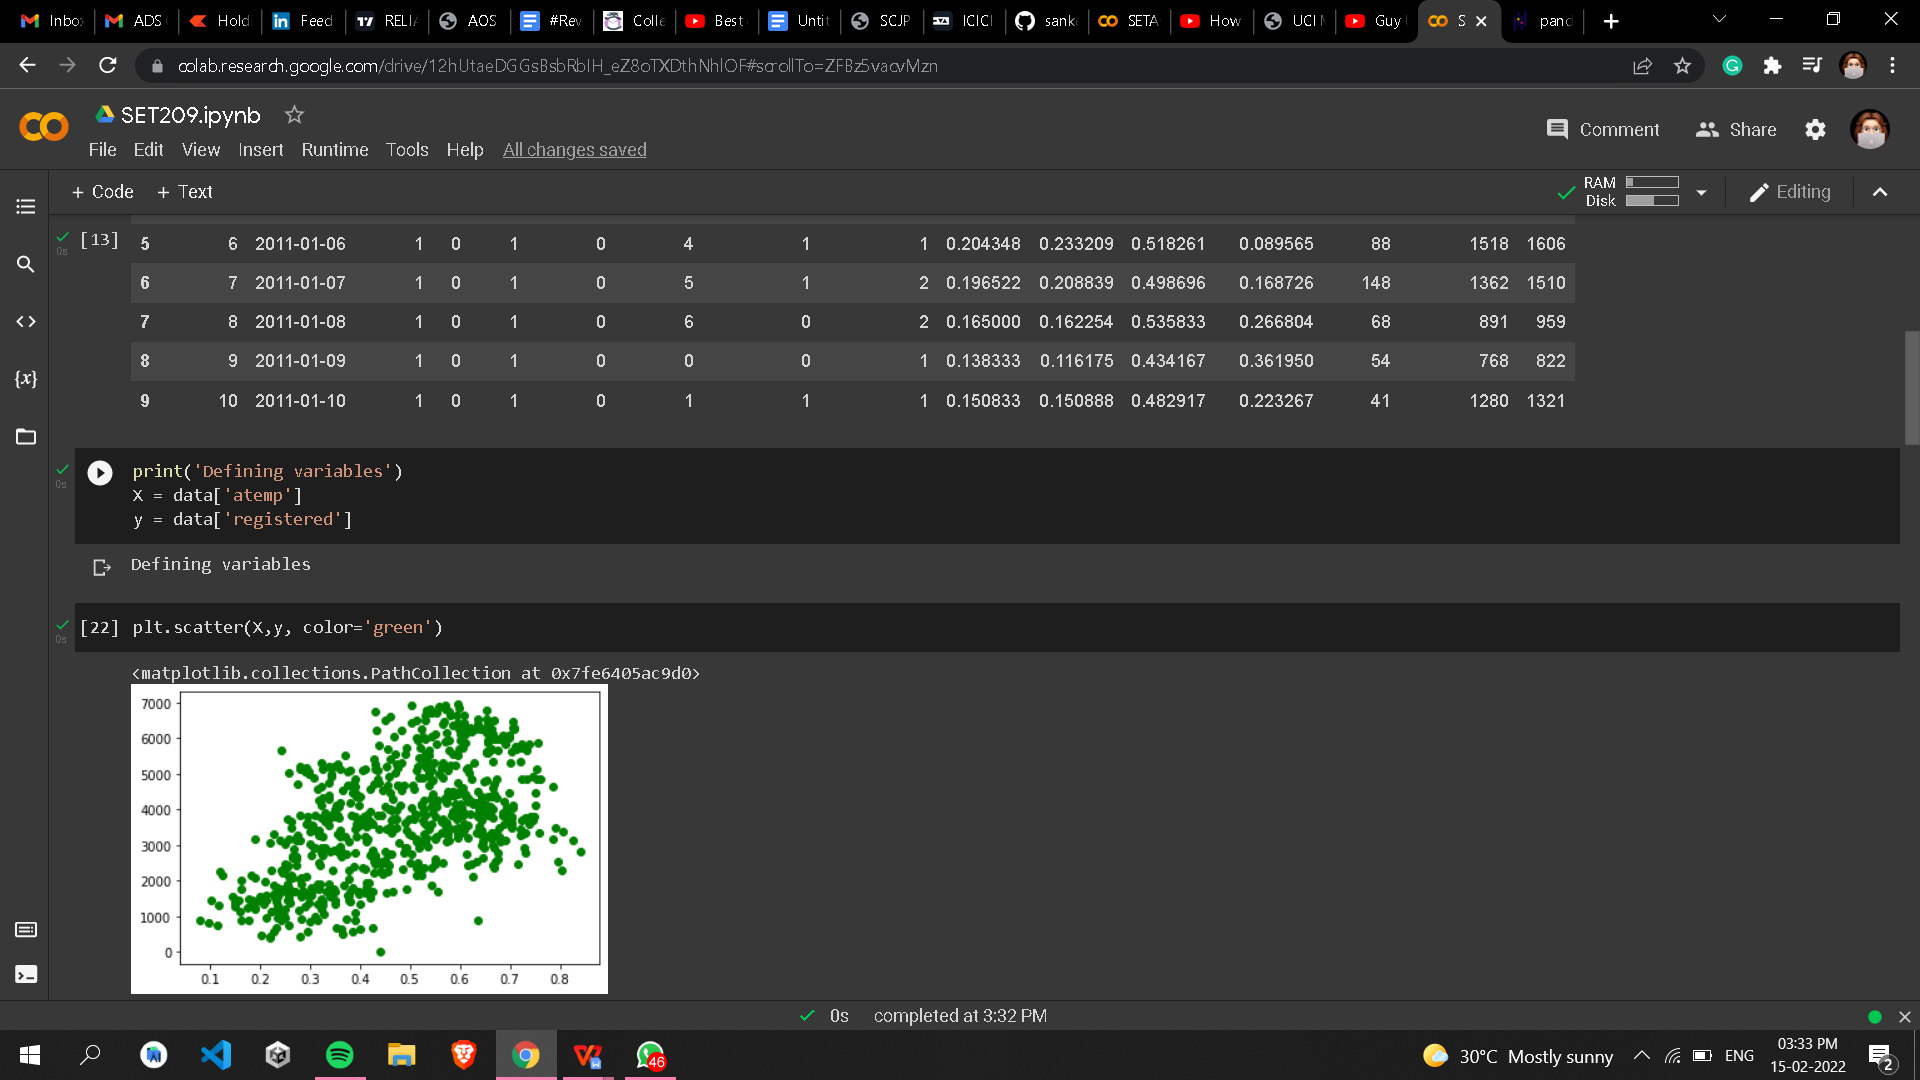 Inbo
ADS
Hold
Feed
RELIA
AOS
#Rev
Colle
Best
Untit
SCJP
ICICI
sank
SETA
How
UCI M
Guy
S
pand
colab.research.google.com/drive/12hUtaeDGGsBsbRbIH_eZ8oTXDthNhlOF#scrollTo=ZFBz5vacvMzn
SET209.ipynb
Comment
Share
File Edit View Insert Runtime Tools Help All changes saved
+ Code + Text
RAM
Disk
Editing
[13] 5 6 2011-01-06 1 0 1 0 4 1 1 0.204348 0.233209 0.518261 0.089565 88 1518 1606
0s
6 7 2011-01-07 1 0 1 0 5 1 2 0.196522 0.208839 0.498696 0.168726 148 1362 1510
7 8 2011-01-08 1 0 1 0 6 0 2 0.165000 0.162254 0.535833 0.266804 68 891 959
8 9 2011-01-09 1 0 1 0 0 0 1 0.138333 0.116175 0.434167 0.361950 54 768 822
9 10 2011-01-10 1 0 1 0 1 1 1 0.150833 0.150888 0.482917 0.223267 41 1280 1321
print('Defining variables')
0s
X = data['atemp']
y = data['registered']
Defining variables
[22] plt.scatter(X,y, color='green')
0s
<matplotlib.collections.PathCollection at 0x7fe6405ac9d0>
7000
6000
5000
4000
3000
2000
1000
0
0.1 0.2 0.3 0.4 0.5 0.6 0.7 0.8
0s completed at 3:32 PM
46
30°C Mostly sunny
ENG
03:33 PM
15-02-2022
2